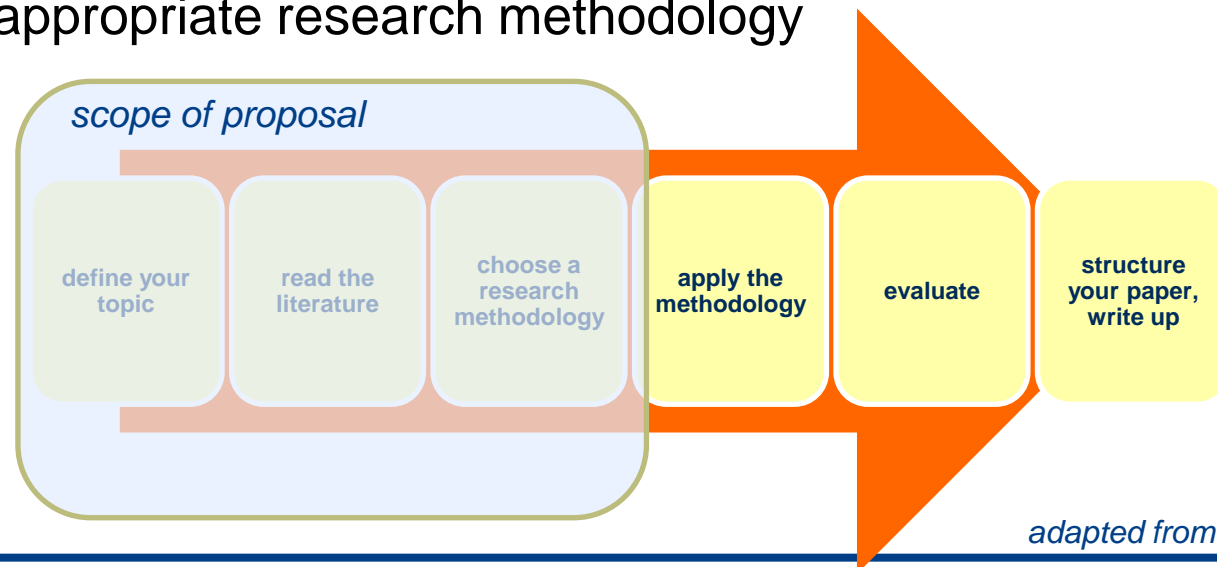 appropriate research methodology
scope of proposal
define your
topic
read the
literature
choose a
research
methodology
apply the
methodology
evaluate
structure
your paper,
write up
adapted from